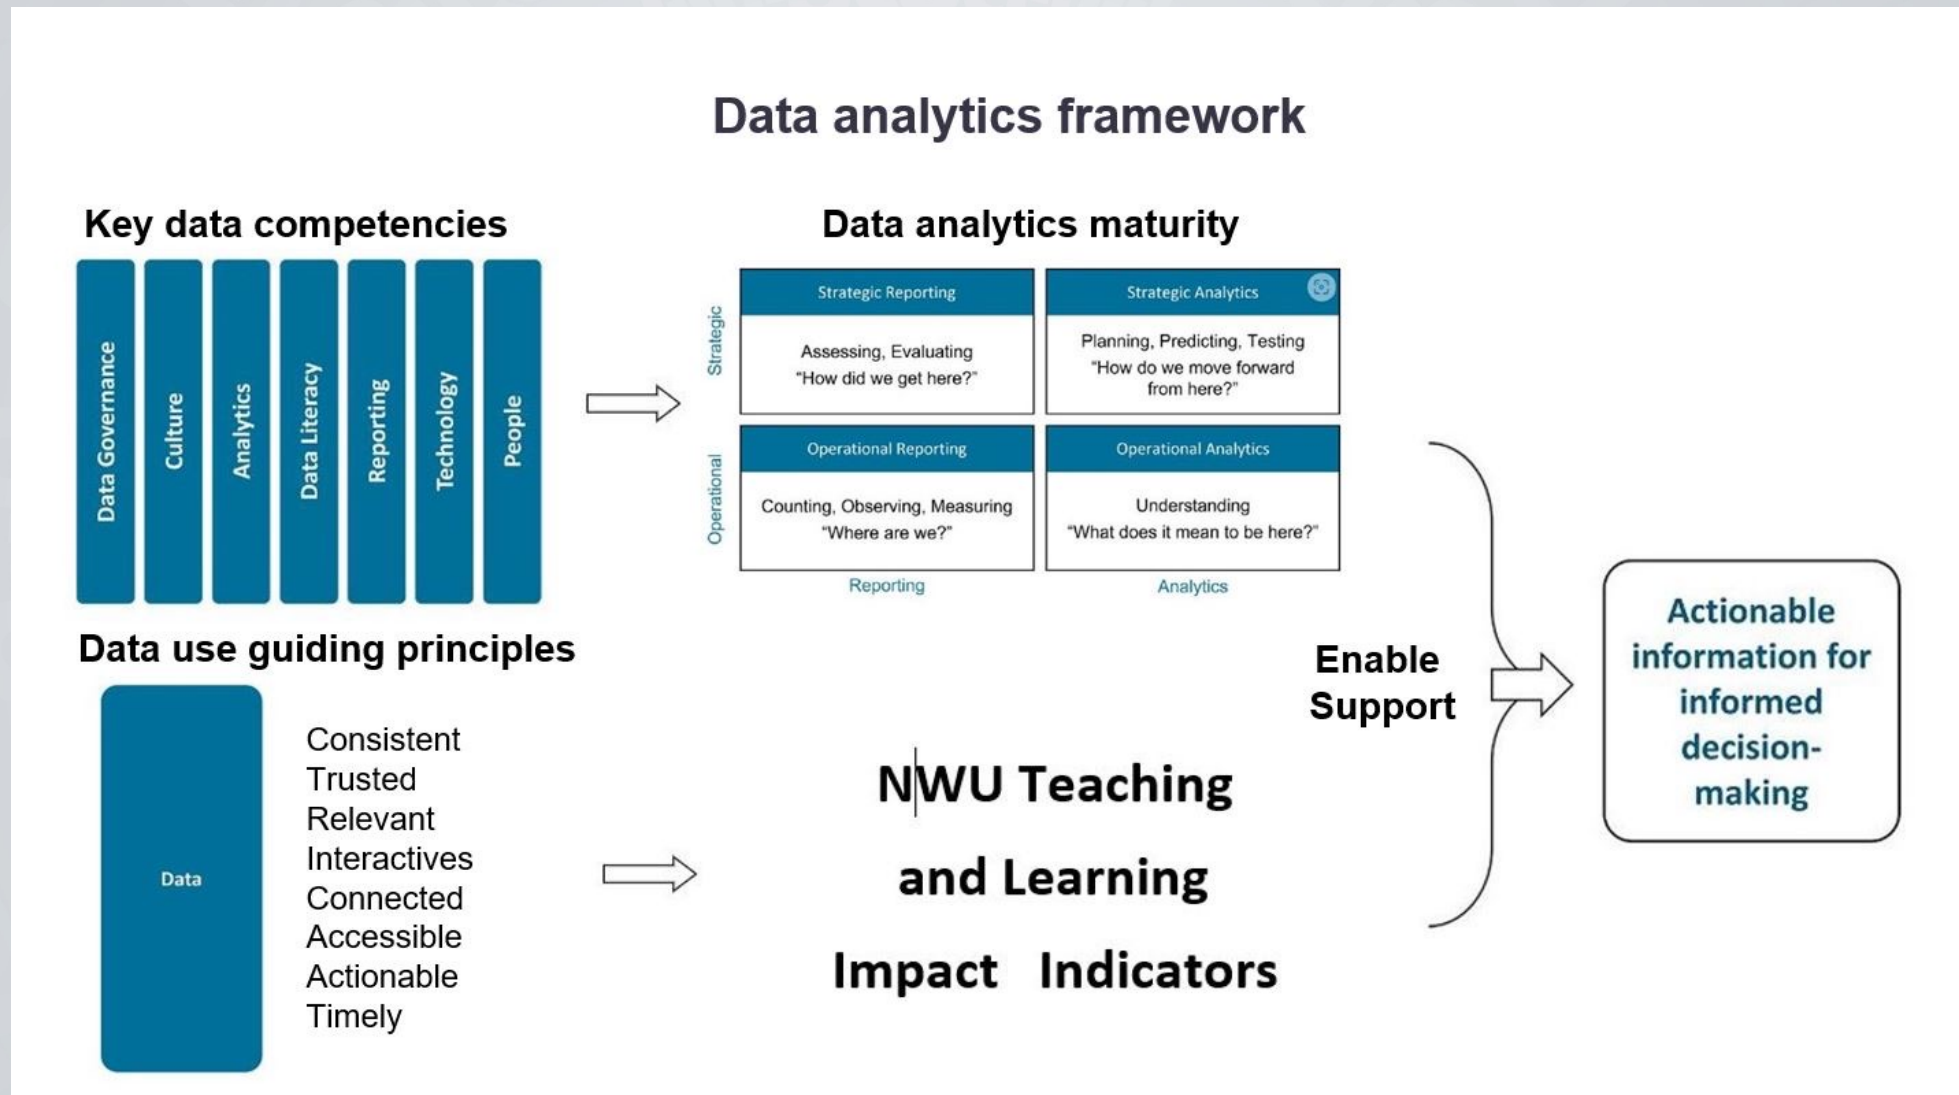 Data analytics framework
Key data competencies
Data Governance
Culture
Analytics
Data Literacy
Reporting
Technology
People
Data analytics maturity
Strategic
Strategic Reporting
Assessing, Evaluating
“How did we get here?”
Strategic Analytics
Planning, Predicting, Testing
“How do we move forward
from here?”
Operational
Operational Reporting
Counting, Observing, Measuring
“Where are we?”
Operational Analytics
Understanding
“What does it mean to be here?”
Reporting
Analytics
Data use guiding principles
Data
Consistent
Trusted
Relevant
Interactives
Connected
Accessible
Actionable
Timely
NWU Teaching
and Learning
Impact Indicators
Enable
Support
Actionable
information for
informed
decision-
making